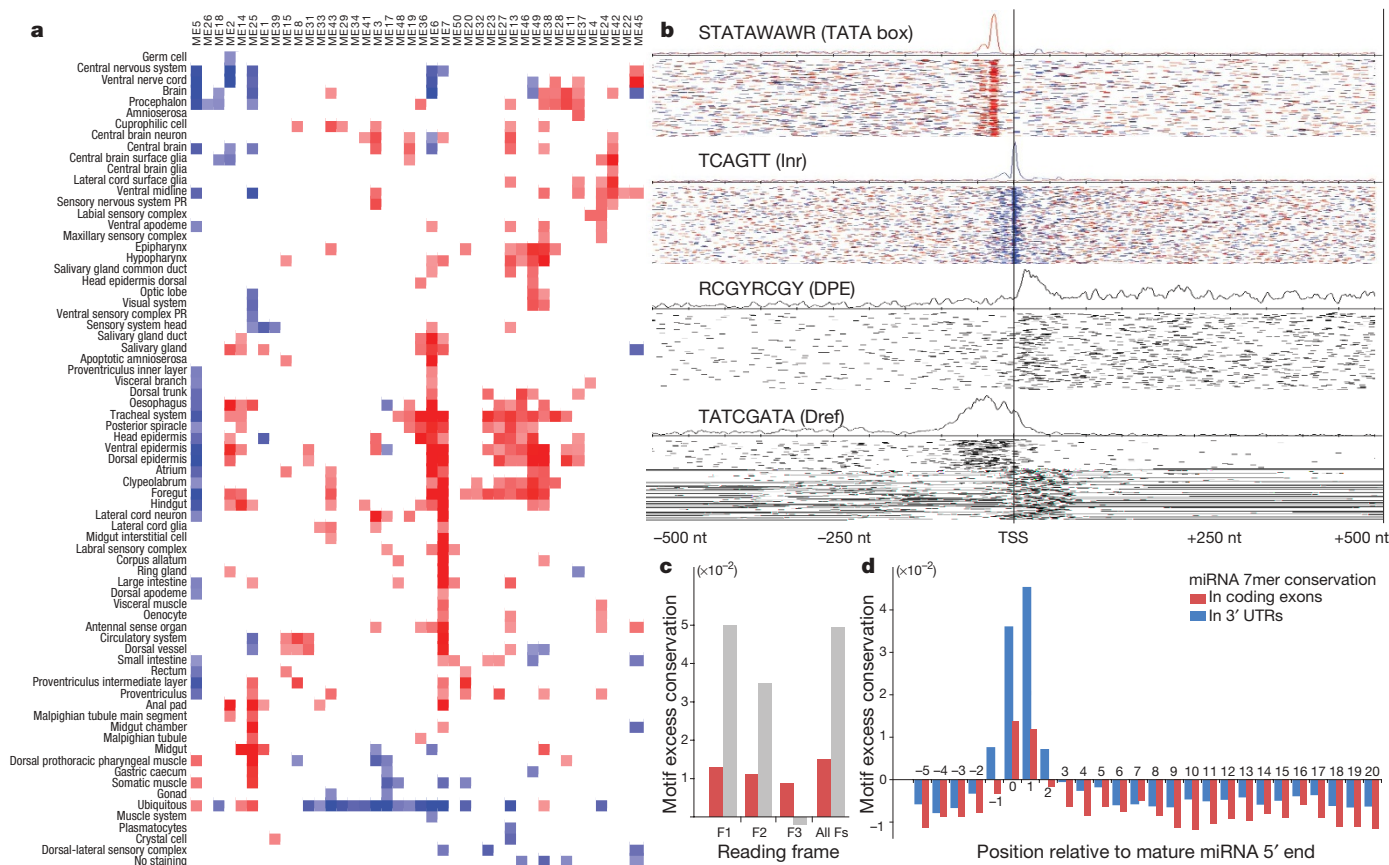 a
ME5
ME26
ME18
ME2
ME14
ME25
ME1
ME39
ME15
ME8
ME31
ME33
ME43
ME29
ME34
ME41
ME3
ME17
ME48
ME19
ME36
ME6
ME7
ME50
ME20
ME32
ME23
ME27
ME13
ME46
ME49
ME38
ME28
ME11
ME37
ME4
ME24
ME42
ME22
ME45
Germ cell
Central nervous system
Ventral nerve cord
Brain
Procephalon
Amnioserosa
Cuprophilic cell
Central brain neuron
Central brain
Central brain surface glia
Central brain glia
Lateral cord surface glia
Ventral midline
Sensory nervous system PR
Labial sensory complex
Ventral apodeme
Maxillary sensory complex
Epipharynx
Hypopharynx
Salivary gland common duct
Head epidermis dorsal
Optic lobe
Visual system
Ventral sensory complex PR
Sensory system head
Salivary gland duct
Salivary gland
Apoptotic amnioserosa
Proventriculus inner layer
Visceral branch
Dorsal trunk
Oesophagus
Tracheal system
Posterior spiracle
Head epidermis
Ventral epidermis
Dorsal epidermis
Atrium
Clypeolabrum
Foregut
Hindgut
Lateral cord neuron
Lateral cord glia
Midgut interstitial cell
Labral sensory complex
Corpus allatum
Ring gland
Large intestine
Dorsal apodeme
Visceral muscle
Oenocyte
Antennal sense organ
Circulatory system
Dorsal vessel
Small intestine
Rectum
Proventriculus intermediate layer
Proventriculus
Anal pad
Malpighian tubule main segment
Midgut chamber
Malpighian tubule
Midgut
Dorsal prothoracic pharyngeal muscle
Gastric caecum
Somatic muscle
Gonad
Ubiquitous
Muscle system
Plasmatocytes
Crystal cell
Dorsal-lateral sensory complex
No staining
b
STATAWAWR (TATA box)
TCAGTT (Inr)
RCGYRCGY (DPE)
TATCGATA (Dref)
−500 nt
−250 nt
TSS
+250 nt
+500 nt
c
(×10−2)
Motif excess conservation
5
4
3
2
1
F1
F2
F3
All Fs
Reading frame
d
(×10−2)
miRNA 7mer conservation
In coding exons
In 3′ UTRs
Motif excess conservation
4
3
2
1
0
−1
−5 −4 −3 −2 −1 0 1 2 3 4 5 6 7 8 9 10 11 12 13 14 15 16 17 18 19 20
Position relative to mature miRNA 5′ end